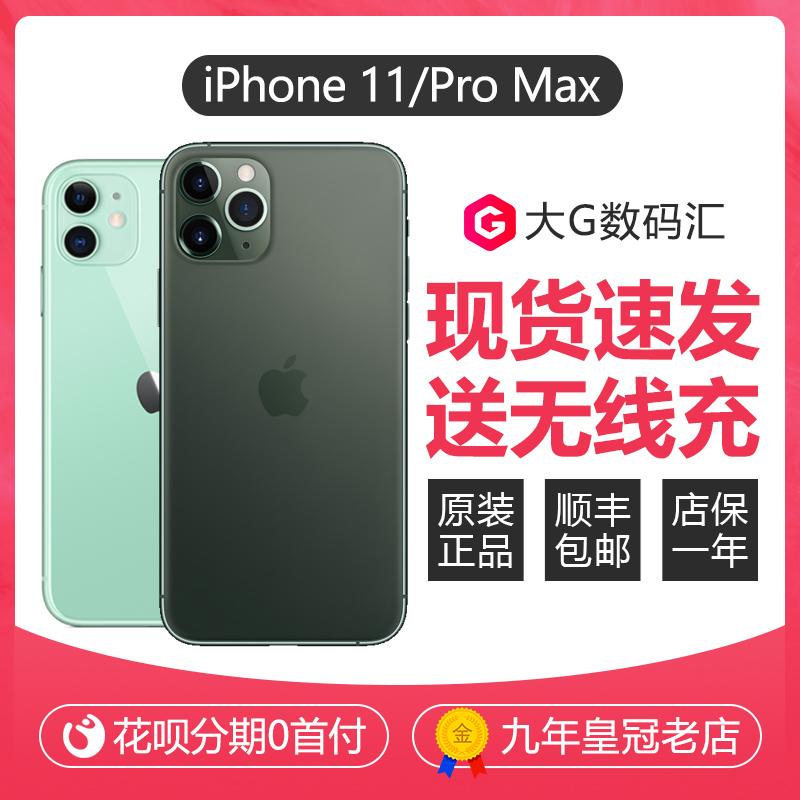 iPhone 11/Pro Max
大G数码汇
现货速发
送无线充
原装
正品
顺丰
包邮
店保
一年
花呗分期0首付
金
九年皇冠老店